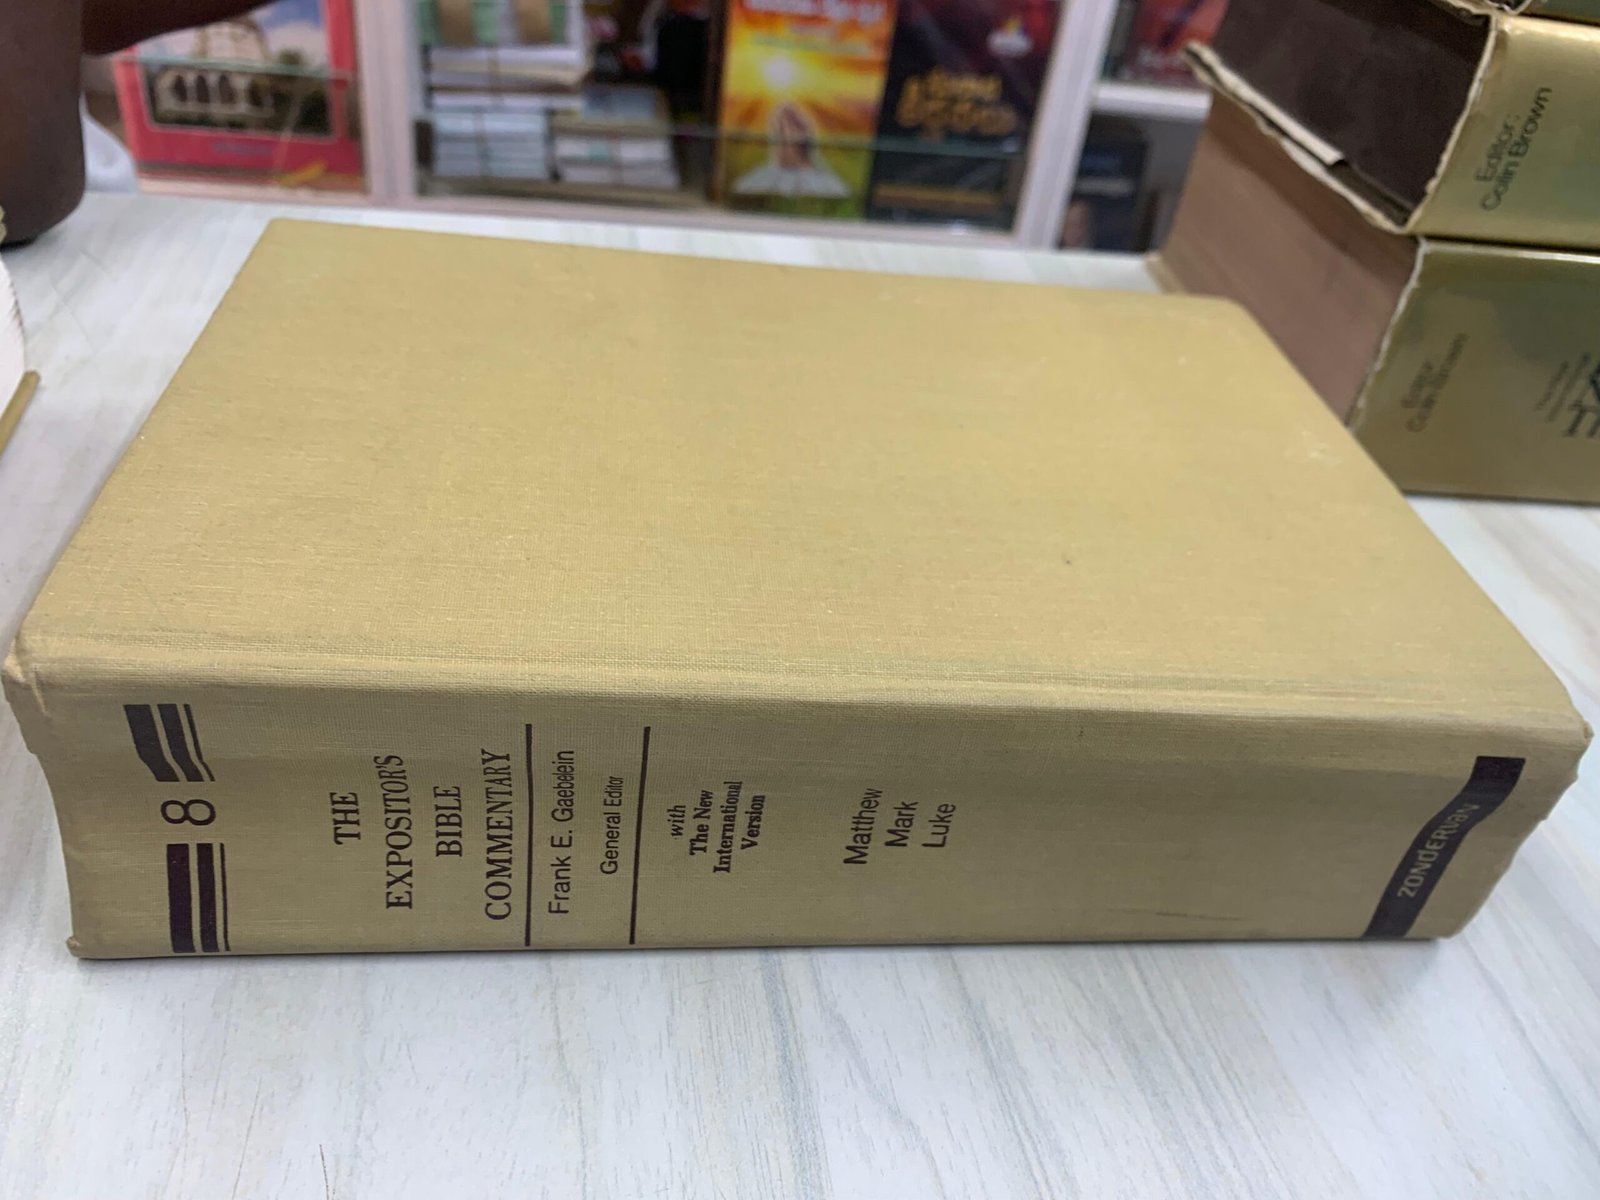 8
THE
EXPOSITOR'S
BIBLE
COMMENTARY
Frank E. Gaebelein
General Editor
with
The New
International
Version
Matthew
Mark
Luke
ZONDERVAN
Editor:
Colin Brown